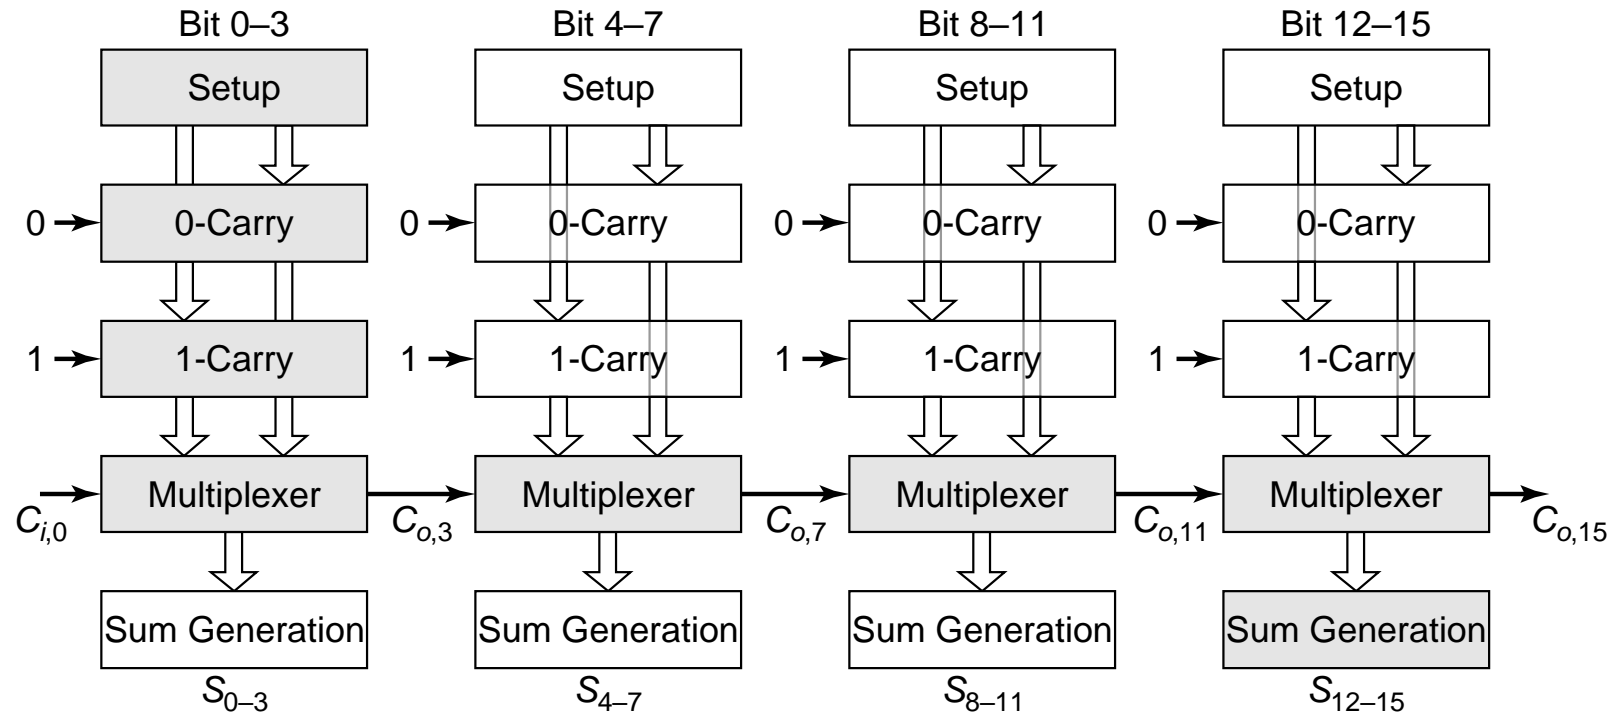 Bit 0–3 Bit 4–7 Bit 8–11 Bit 12–15
Setup Setup Setup Setup
0 0-Carry 0 0-Carry 0 0-Carry 0 0-Carry
1 1-Carry 1 1-Carry 1 1-Carry 1 1-Carry
Multiplexer Multiplexer Multiplexer Multiplexer
Ci,0 Co,3 Co,7 Co,11 Co,15
Sum Generation Sum Generation Sum Generation Sum Generation
S0–3 S4–7 S8–11 S12–15